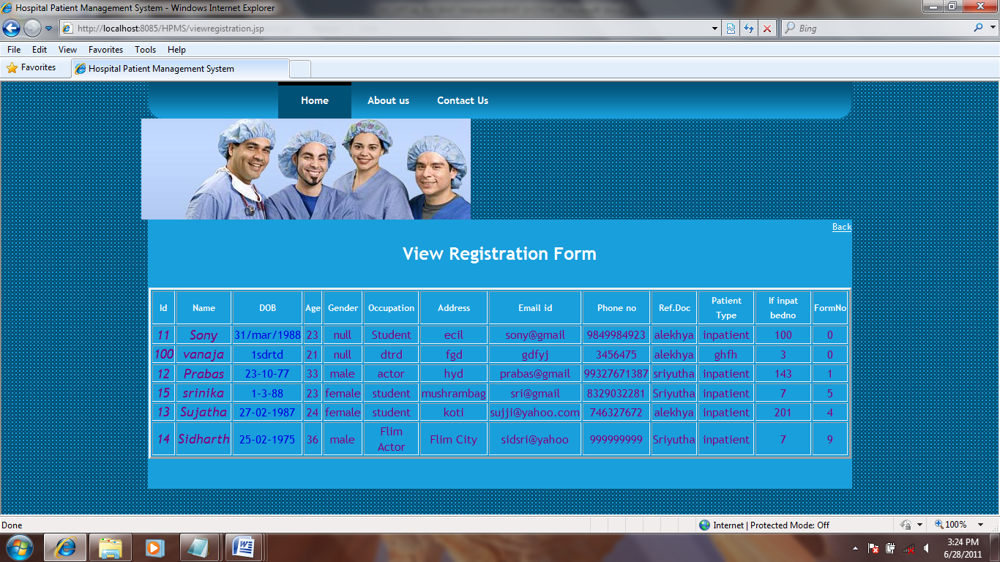 Hospital Patient Management System - Windows Internet Explorer
http://localhost:8085/HPMS/viewregistration.jsp
Bing
File Edit View Favorites Tools Help
Favorites Hospital Patient Management System
Home About us Contact Us
Back
View Registration Form
Id Name DOB Age Gender Occupation Address Email id Phone no Ref.Doc Patient Type If inpat bedno FormNo
11 Sony 31/mar/1988 23 null Student ecil sony@gmail 9849984923 alekhya inpatient 100 0
100 vanaja 1sdrtd 21 null dtrd fgd gdfyj 3456475 alekhya ghfh 3 0
12 Prabas 23-10-77 33 male actor hyd prabas@gmail 99327671387 sriyutha inpatient 143 1
15 srinika 1-3-88 23 female student mushrambag sri@gmail 8329032281 Sriyutha inpatient 7 5
13 Sujatha 27-02-1987 24 female student koti sujji@yahoo.com 746327672 alekhya inpatient 201 4
14 Sidharth 25-02-1975 36 male Flim Actor Flim City sidsri@yahoo 999999999 Sriyutha inpatient 7 9
Done Internet | Protected Mode: Off 100%
3:24 PM
6/28/2011